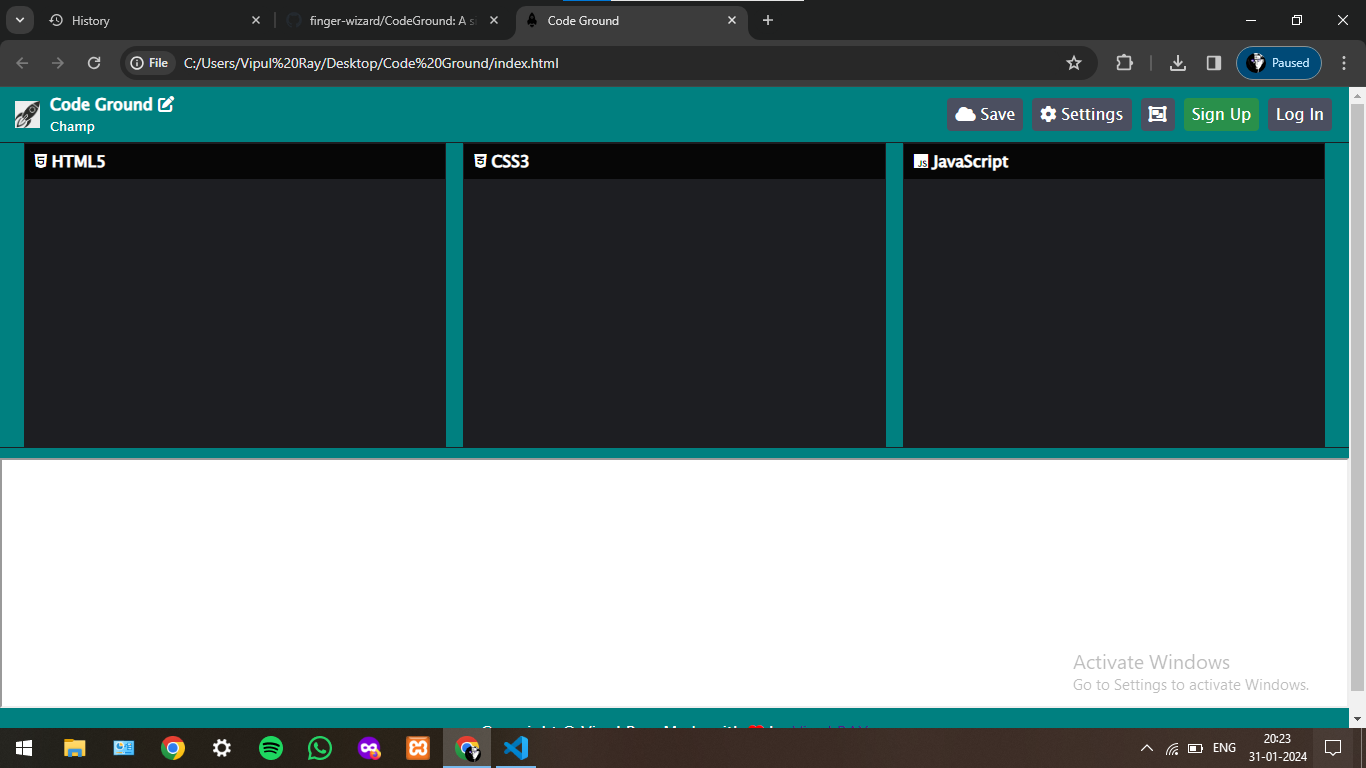 History
finger-wizard/CodeGround: A si
Code Ground
File
C:/Users/Vipul%20Ray/Desktop/Code%20Ground/index.html
Paused
Code Ground
Champ
Save
Settings
Sign Up
Log In
HTML5
CSS3
JS JavaScript
Activate Windows
Go to Settings to activate Windows.
ENG
20:23
31-01-2024